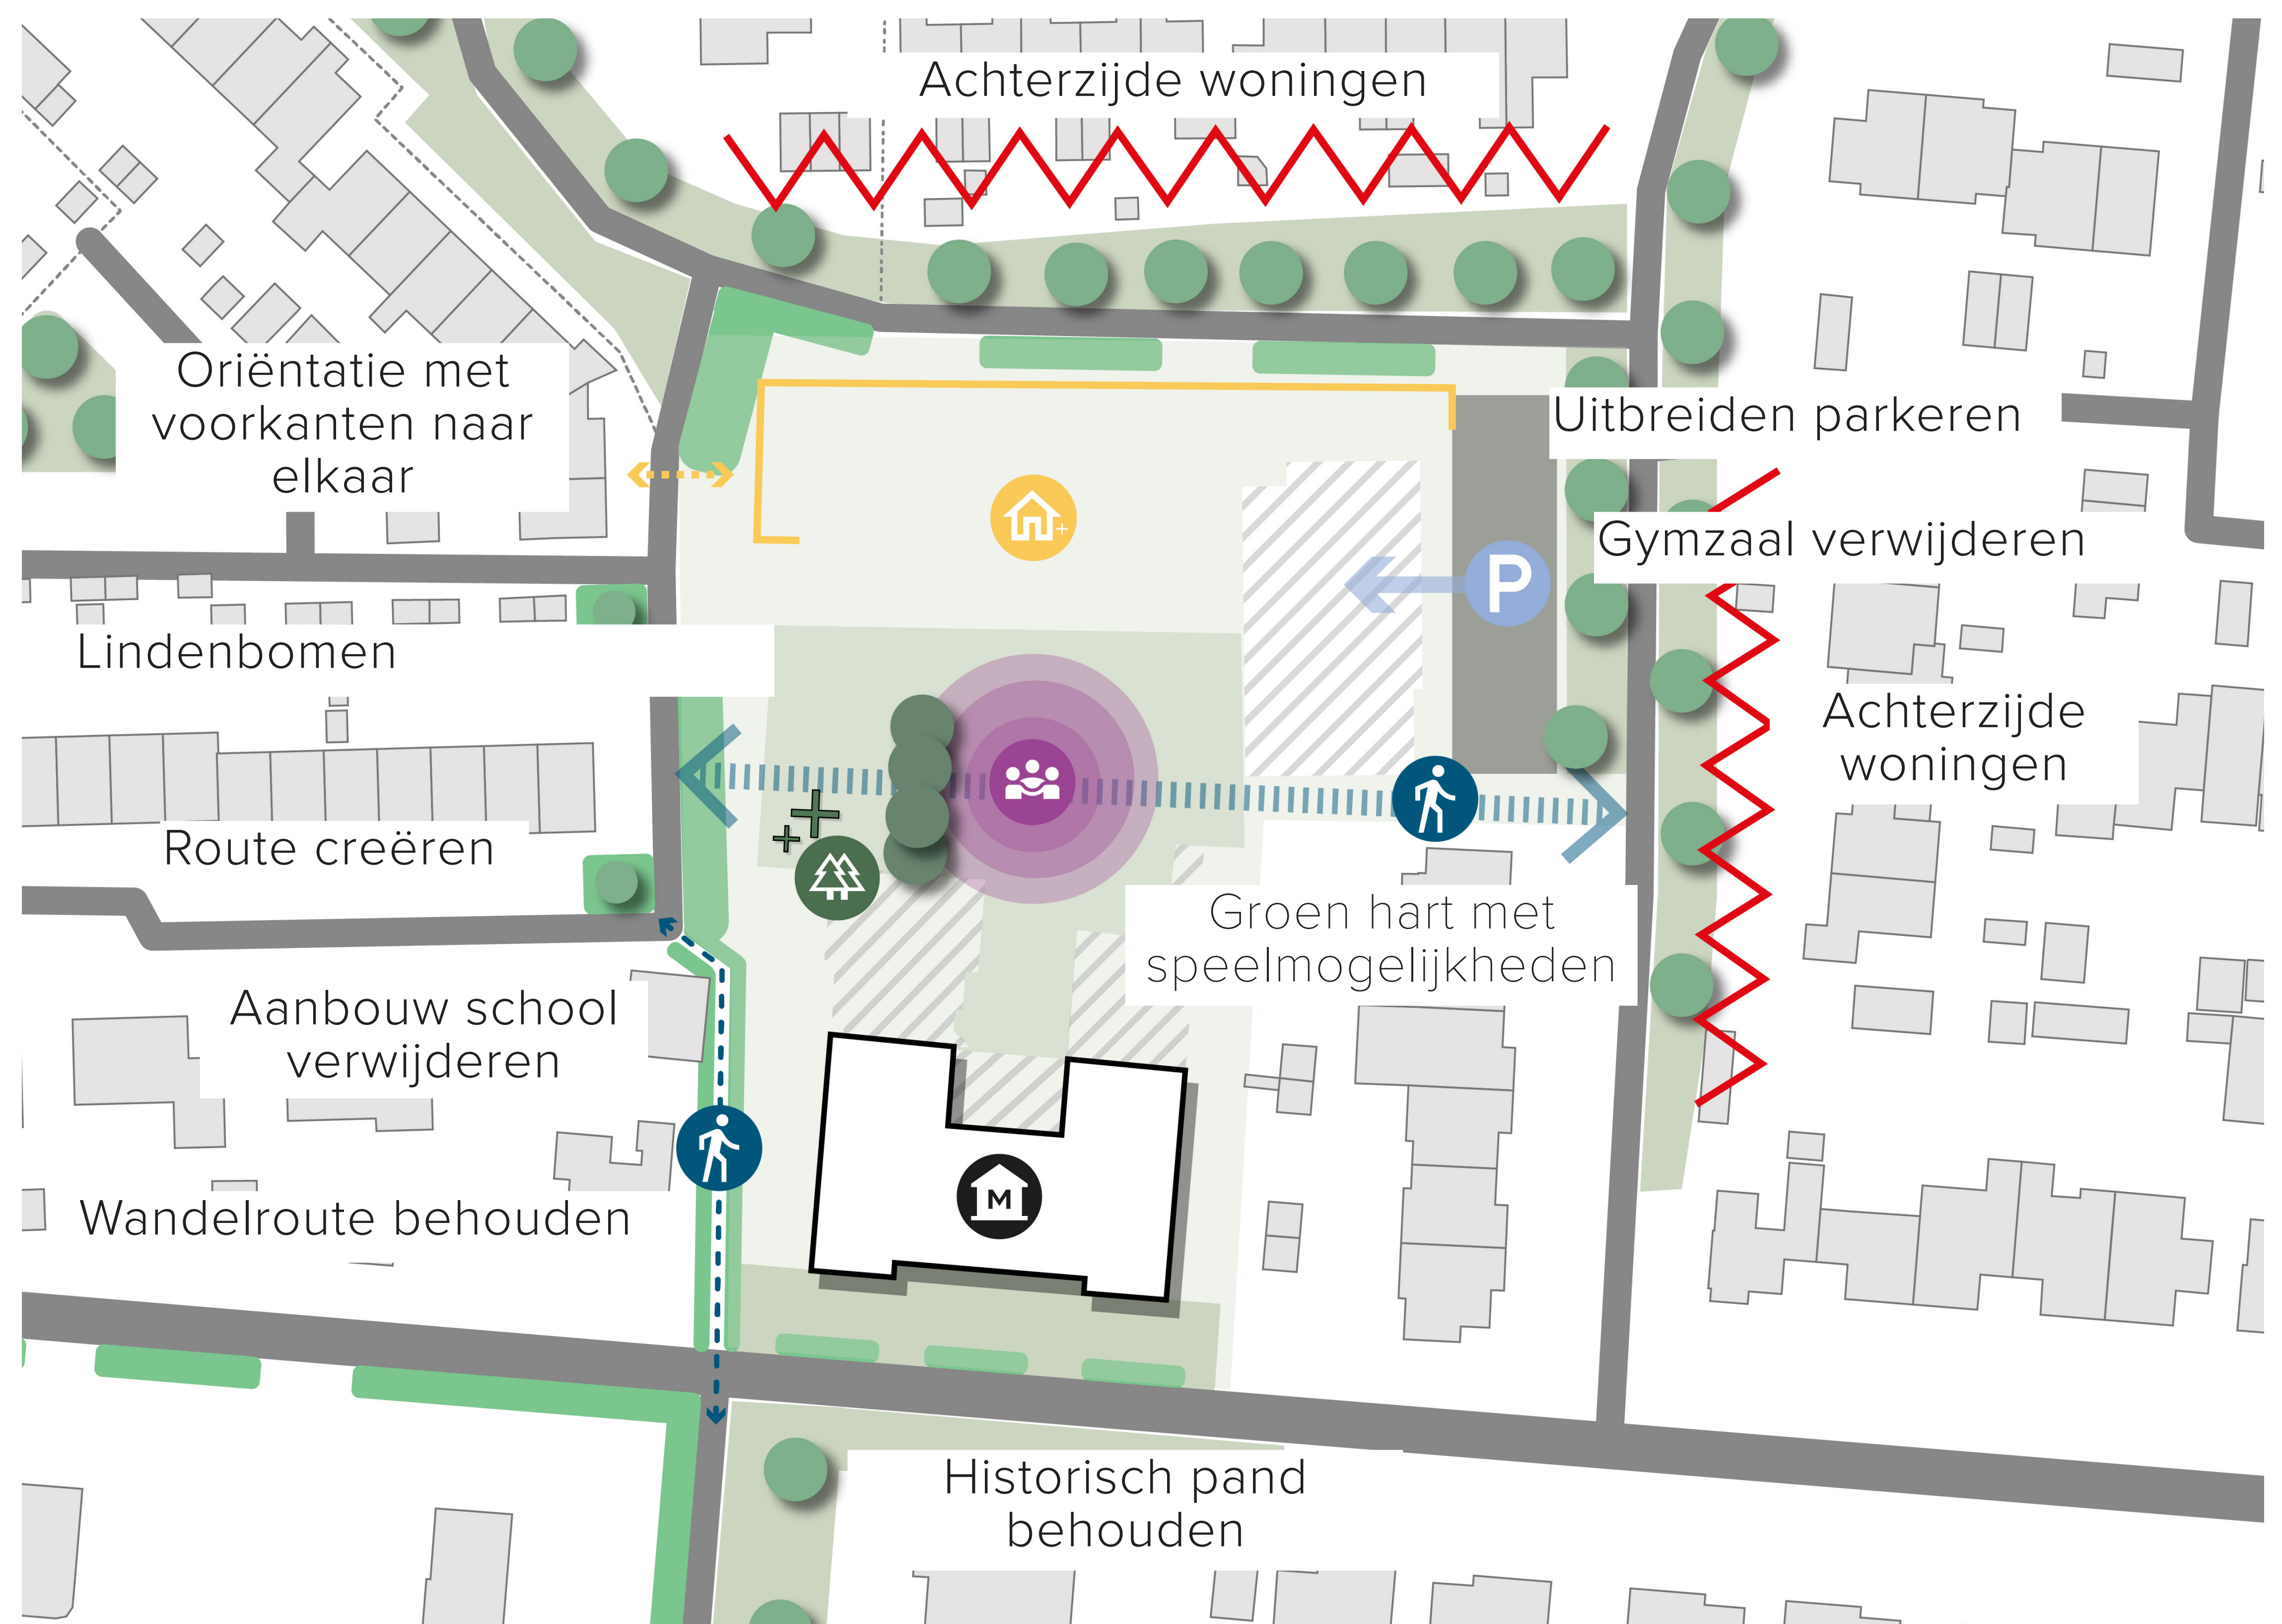 Achterzijde woningen
Oriëntatie met
voorkanten naar
elkaar
Uitbreiden parkeren
Gymzaal verwijderen
P
Lindenbomen
Achterzijde
woningen
Route creëren
Groen hart met
speelmogelijkheden
Aanbouw school
verwijderen
M
Wandelroute behouden
Historisch pand
behouden